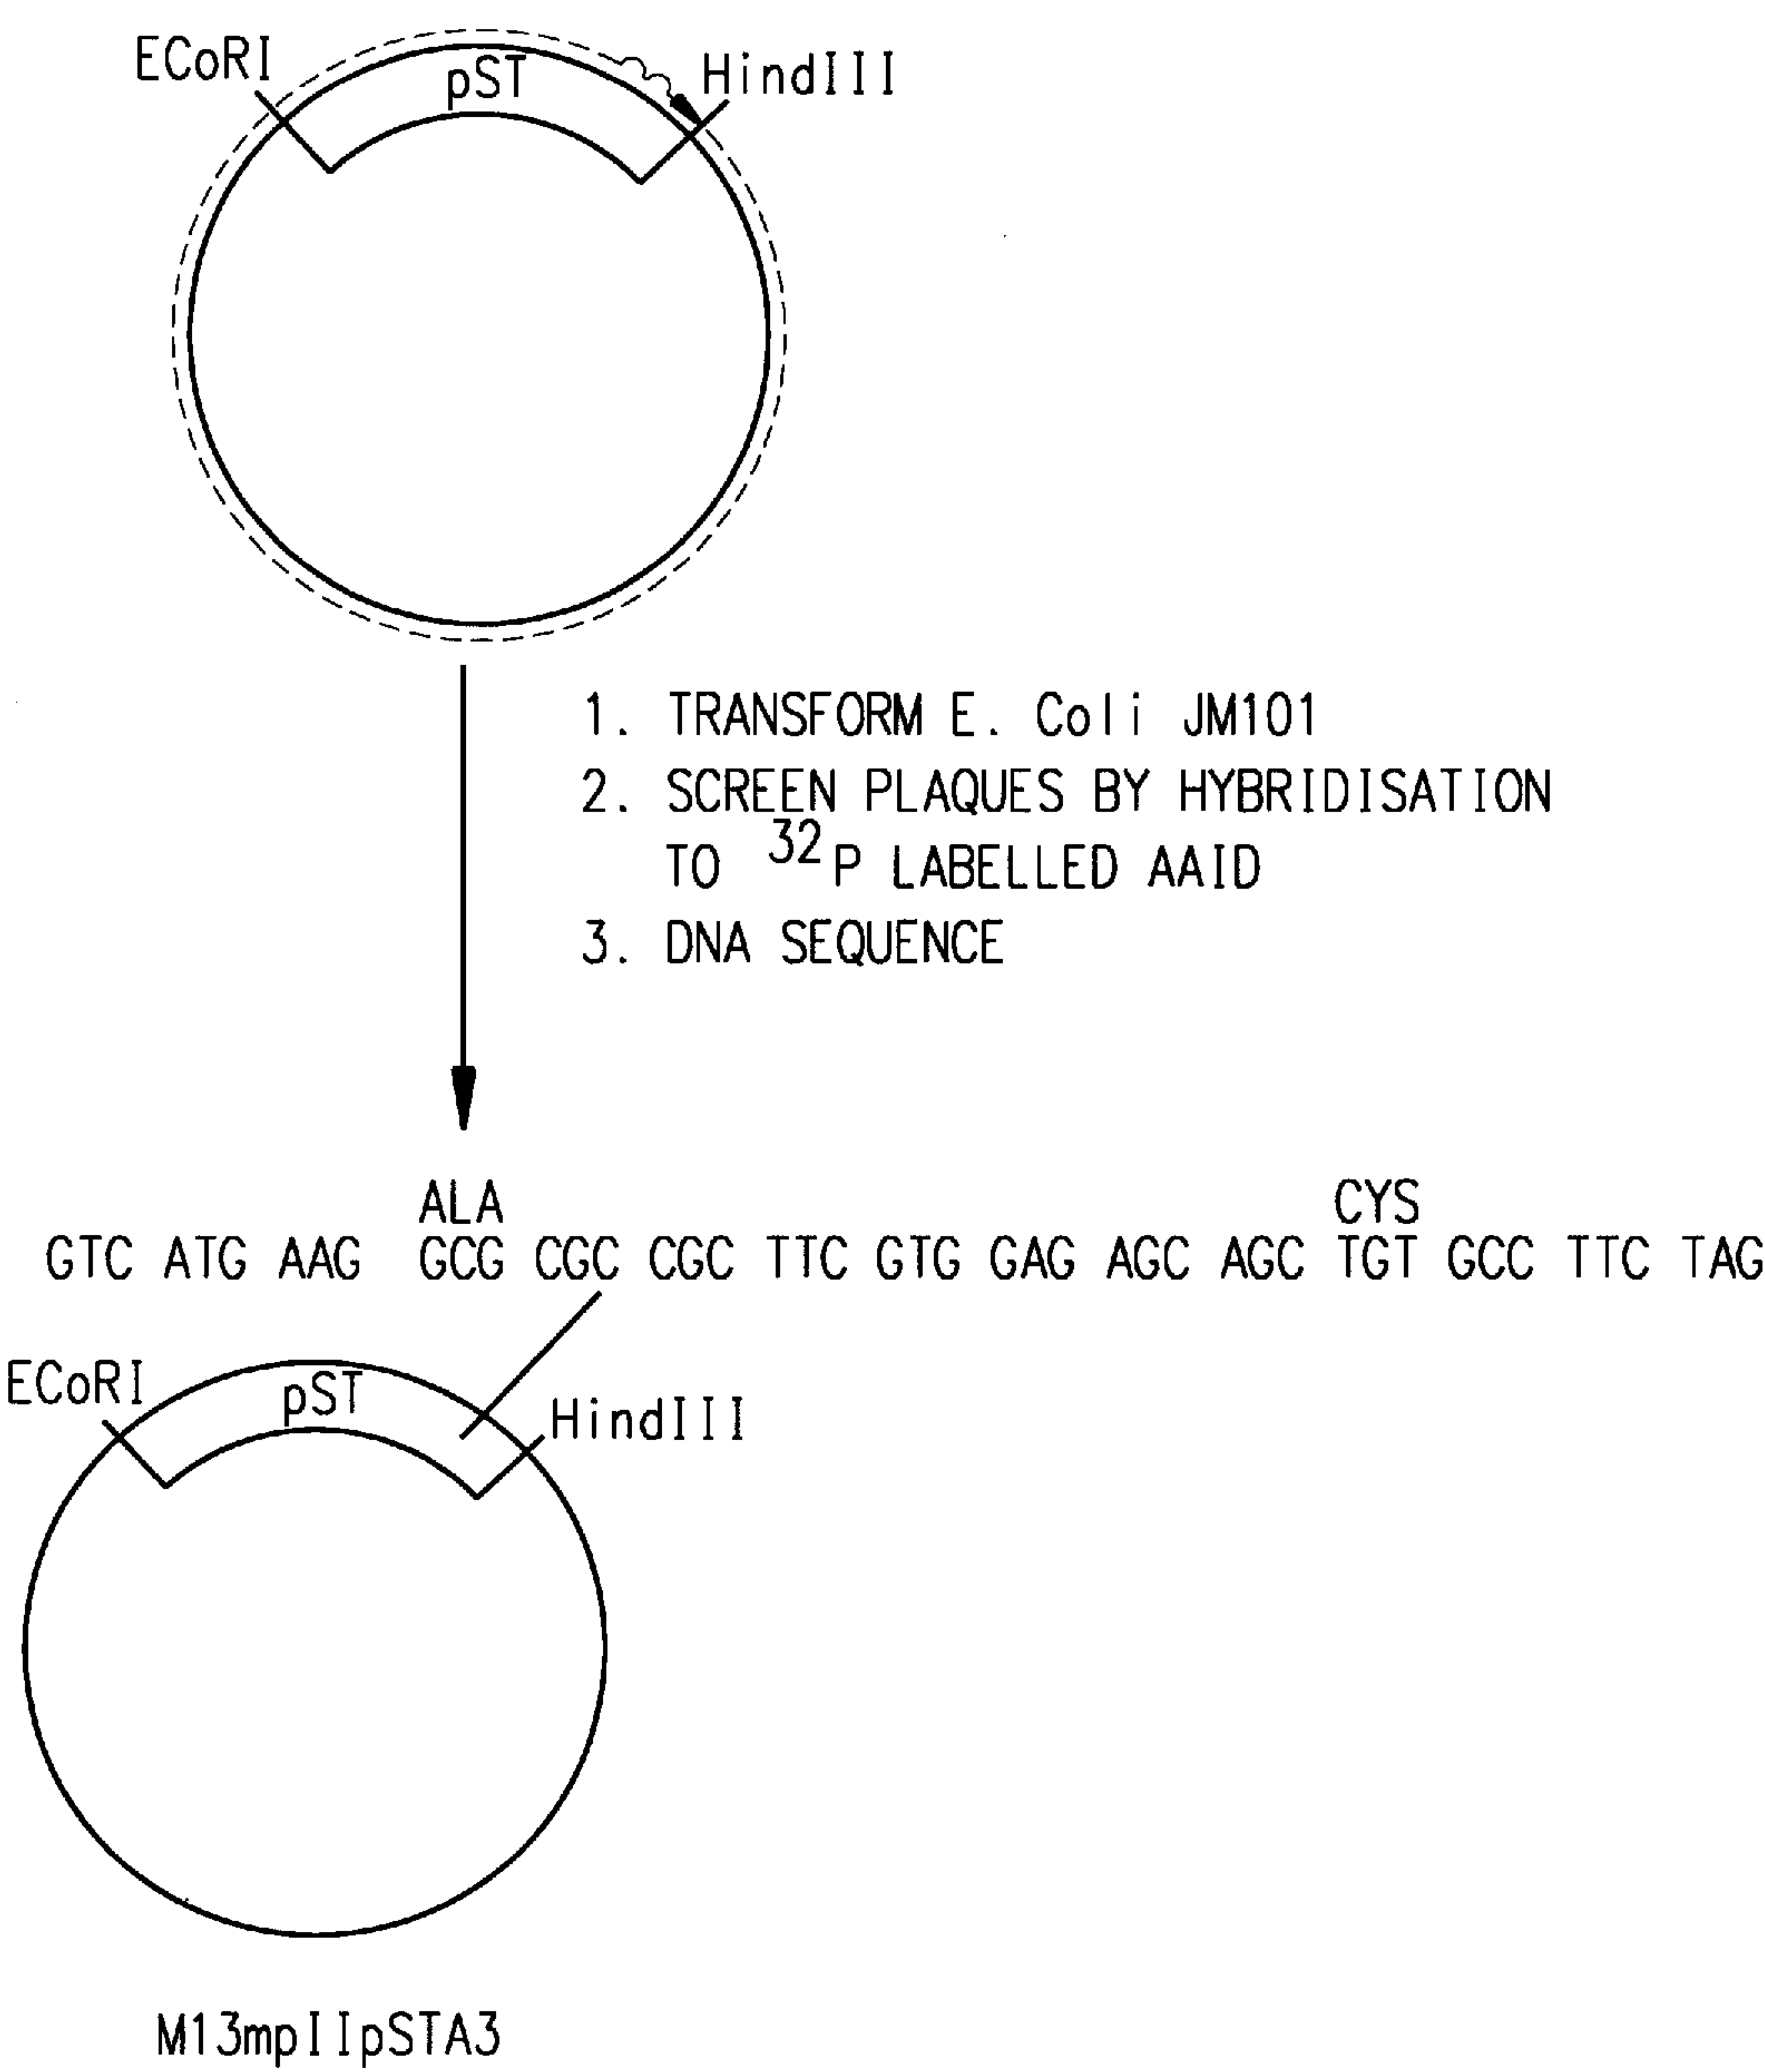 ECoRI
pST
HindIII
1. TRANSFORM E. Coli JM101
2. SCREEN PLAQUES BY HYBRIDISATION
TO 32P LABELLED AAID
3. DNA SEQUENCE
ALA CYS
GTC ATG AAG GCG CGC CGC TTC GTG GAG AGC AGC TGT GCC TTC TAG
ECoRI
pST
HindIII
M13mpIIpSTA3